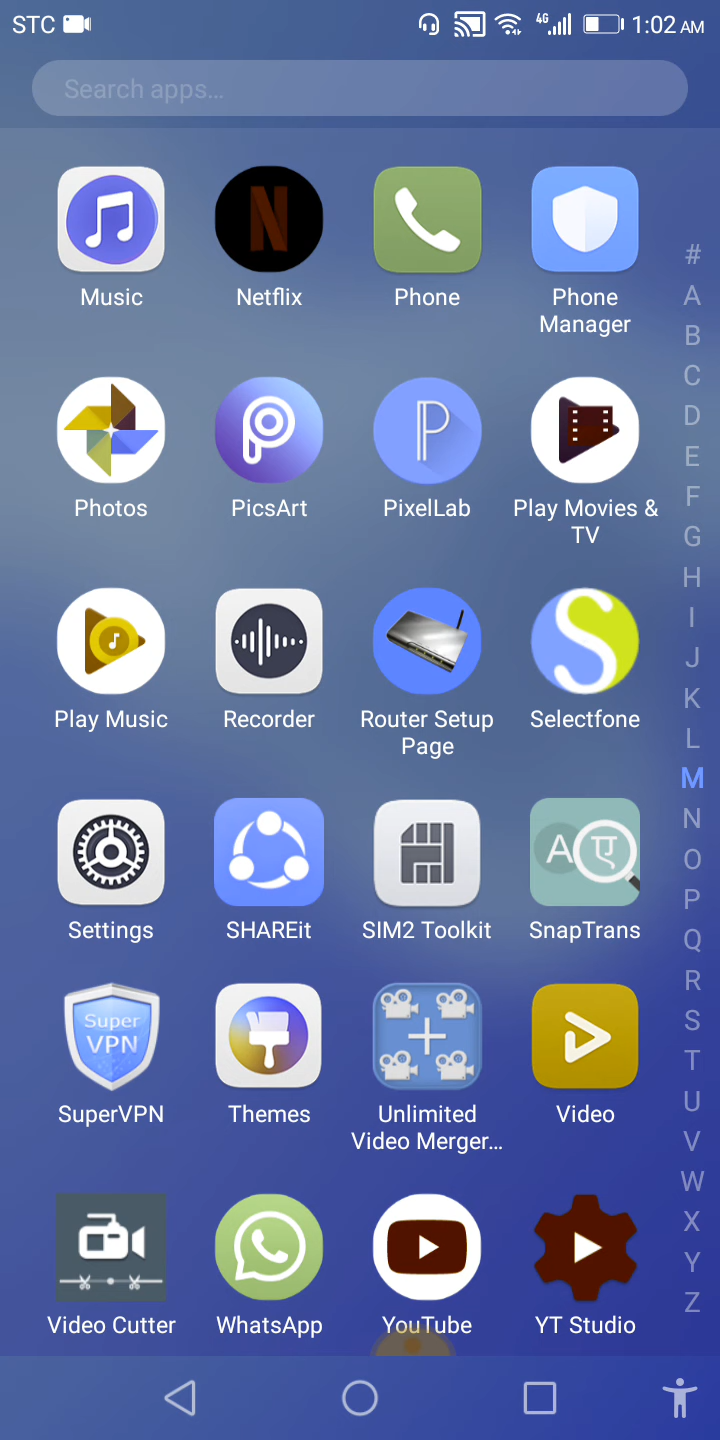 STC 4G 1:02 AM
Search apps…
Music Netflix Phone Phone
Manager
Photos PicsArt PixelLab Play Movies &
TV
Play Music Recorder Router Setup Selectfone
Page
A ए
Settings SHAREit SIM2 Toolkit SnapTrans
Super
VPN
SuperVPN Themes Unlimited Video
Video Merger…
Video Cutter WhatsApp YouTube YT Studio
#
A
B
C
D
E
F
G
H
I
J
K
L
M
N
O
P
Q
R
S
T
U
V
W
X
Y
Z